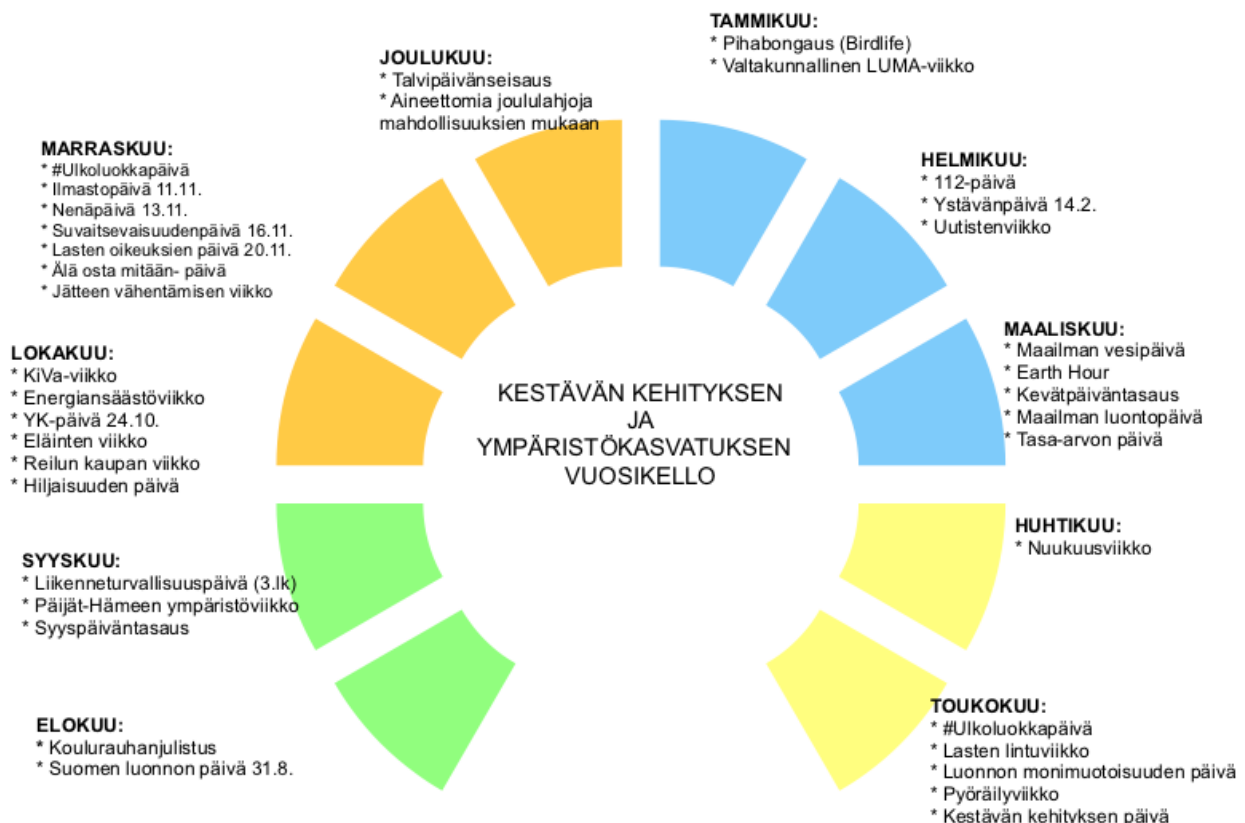 TAMMIKUU:
* Pihabongaus (Birdlife)
* Valtakunnallinen LUMA-viikko
JOULUKUU:
* Talvipäivänseisaus
* Aineettomia joululahjoja
mahdollisuuksien mukaan
MARRASKUU:
* #Ulkoluokkapäivä
* Ilmastopäivä 11.11.
* Nenäpäivä 13.11.
* Suvaitsevaisuudenpäivä 16.11.
* Lasten oikeuksien päivä 20.11.
* Älä osta mitään- päivä
* Jätteen vähentämisen viikko
HELMIKUU:
* 112-päivä
* Ystävänpäivä 14.2.
* Uutistenviikko
LOKAKUU:
* KiVa-viikko
* Energiansäästöviikko
* YK-päivä 24.10.
* Eläinten viikko
* Reilun kaupan viikko
* Hiljaisuuden päivä
KESTÄVÄN KEHITYKSEN
JA
YMPÄRISTÖKASVATUKSEN
VUOSIKELLO
MAALISKUU:
* Maailman vesipäivä
* Earth Hour
* Kevätpäiväntasaus
* Maailman luontopäivä
* Tasa-arvon päivä
HUHTIKUU:
* Nuukuusviikko
SYYSKUU:
* Liikenneturvallisuuspäivä (3.lk)
* Päijät-Hämeen ympäristöviikko
* Syyspäiväntasaus
ELOKUU:
* Koulurauhanjulistus
* Suomen luonnon päivä 31.8.
TOUKOKUU:
* #Ulkoluokkapäivä
* Lasten lintuviikko
* Luonnon monimuotoisuuden päivä
* Pyöräilyviikko
* Kestävän kehityksen päivä